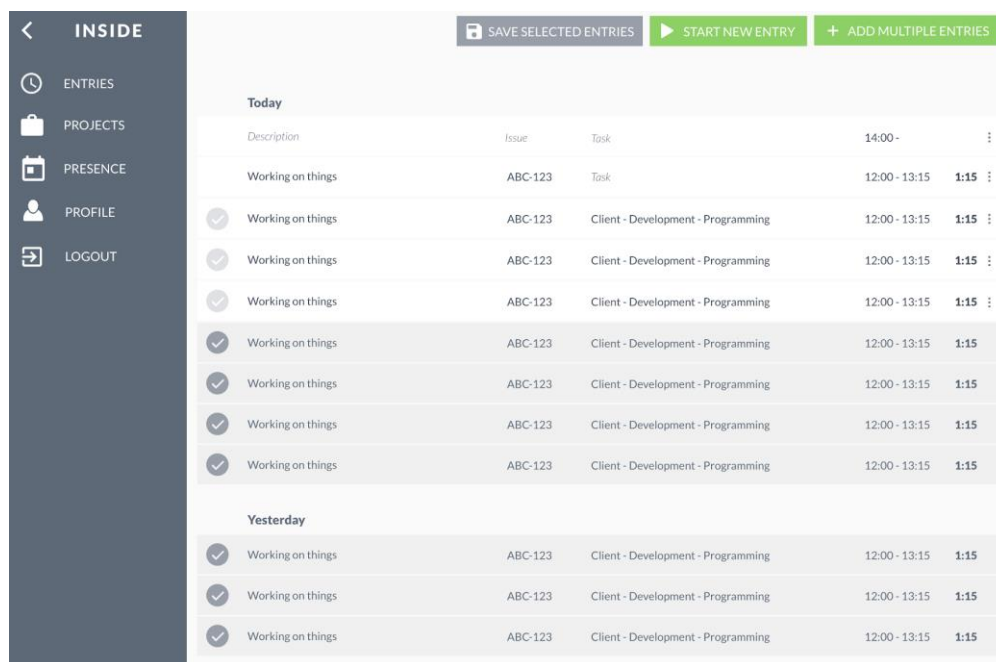 INSIDE
SAVE SELECTED ENTRIES START NEW ENTRY + ADD MULTIPLE ENTRIES
ENTRIES
PROJECTS
PRESENCE
PROFILE
LOGOUT
Today
Description Issue Task 14:00 -
Working on things ABC-123 Task 12:00 - 13:15 1:15
Working on things ABC-123 Client - Development - Programming 12:00 - 13:15 1:15
Working on things ABC-123 Client - Development - Programming 12:00 - 13:15 1:15
Working on things ABC-123 Client - Development - Programming 12:00 - 13:15 1:15
Working on things ABC-123 Client - Development - Programming 12:00 - 13:15 1:15
Working on things ABC-123 Client - Development - Programming 12:00 - 13:15 1:15
Working on things ABC-123 Client - Development - Programming 12:00 - 13:15 1:15
Working on things ABC-123 Client - Development - Programming 12:00 - 13:15 1:15
Yesterday
Working on things ABC-123 Client - Development - Programming 12:00 - 13:15 1:15
Working on things ABC-123 Client - Development - Programming 12:00 - 13:15 1:15
Working on things ABC-123 Client - Development - Programming 12:00 - 13:15 1:15